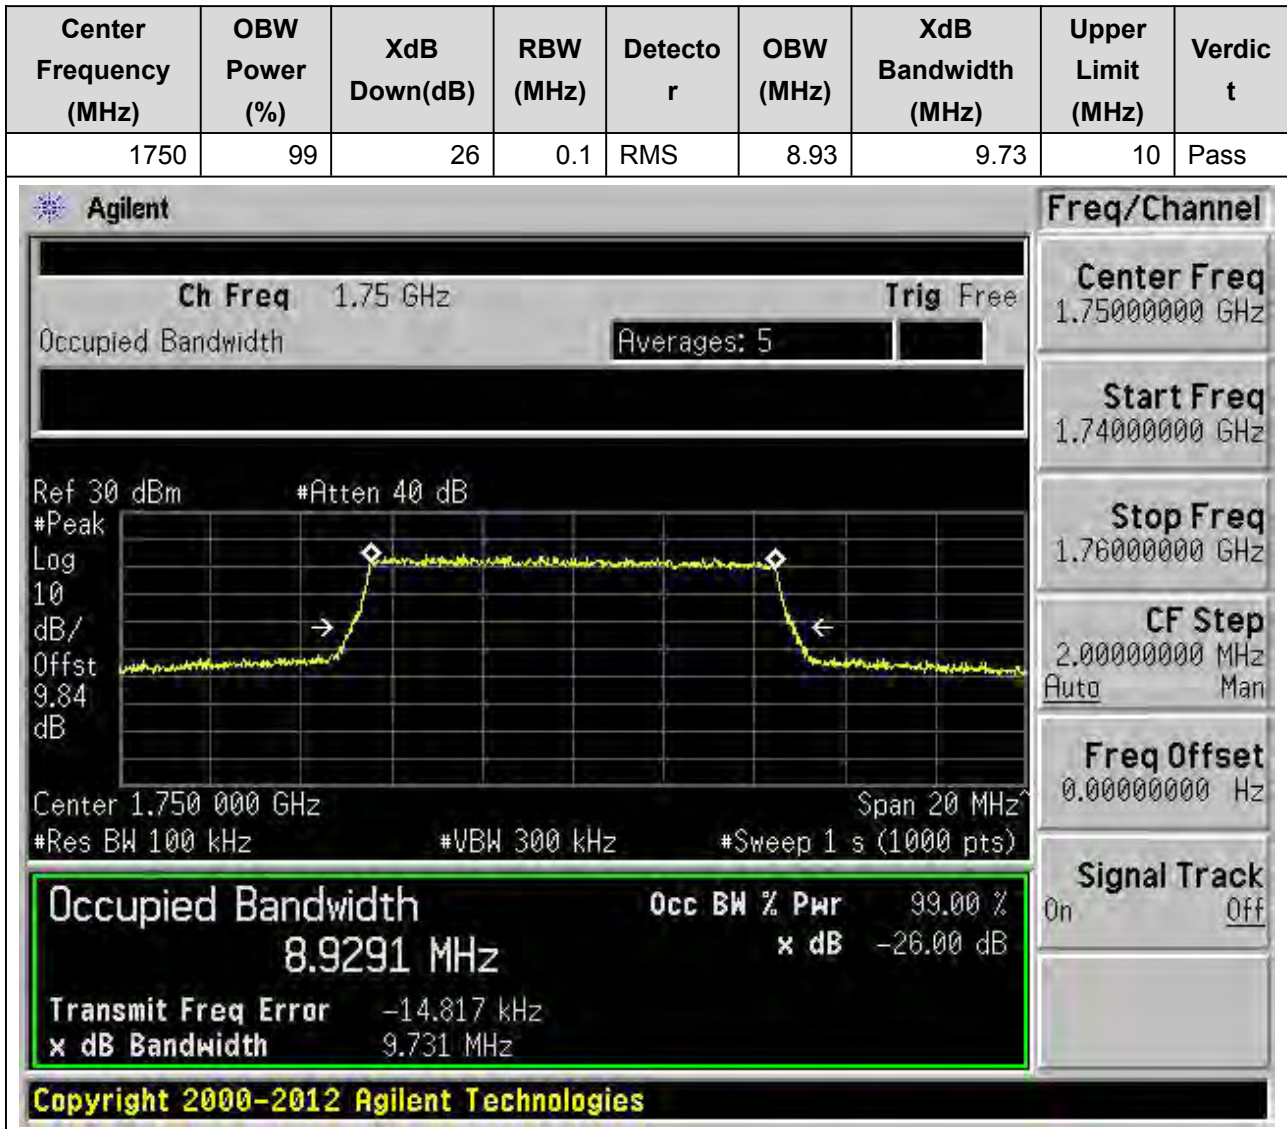 Center Frequency (MHz) OBW Power (%) XdB Down(dB) RBW (MHz) Detecto r OBW (MHz) XdB Bandwidth (MHz) Upper Limit (MHz) Verdic t
1750 99 26 0.1 RMS 8.93 9.73 10 Pass
Agilent
Freq/Channel
Ch Freq 1.75 GHz Trig Free
Occupied Bandwidth Averages: 5
Ref 30 dBm #Atten 40 dB
#Peak
Log
10
dB/
Offst
9.84
dB
Center 1.750 000 GHz Span 20 MHz^
#Res BW 100 kHz #VBW 300 kHz #Sweep 1 s (1000 pts)
Occupied Bandwidth Occ BW % Pwr 99.00 %
8.9291 MHz x dB -26.00 dB
Transmit Freq Error -14.817 kHz
x dB Bandwidth 9.731 MHz
Center Freq
1.75000000 GHz
Start Freq
1.74000000 GHz
Stop Freq
1.76000000 GHz
CF Step
2.00000000 MHz
Auto Man
Freq Offset
0.00000000 Hz
Signal Track
On Off
Copyright 2000-2012 Agilent Technologies